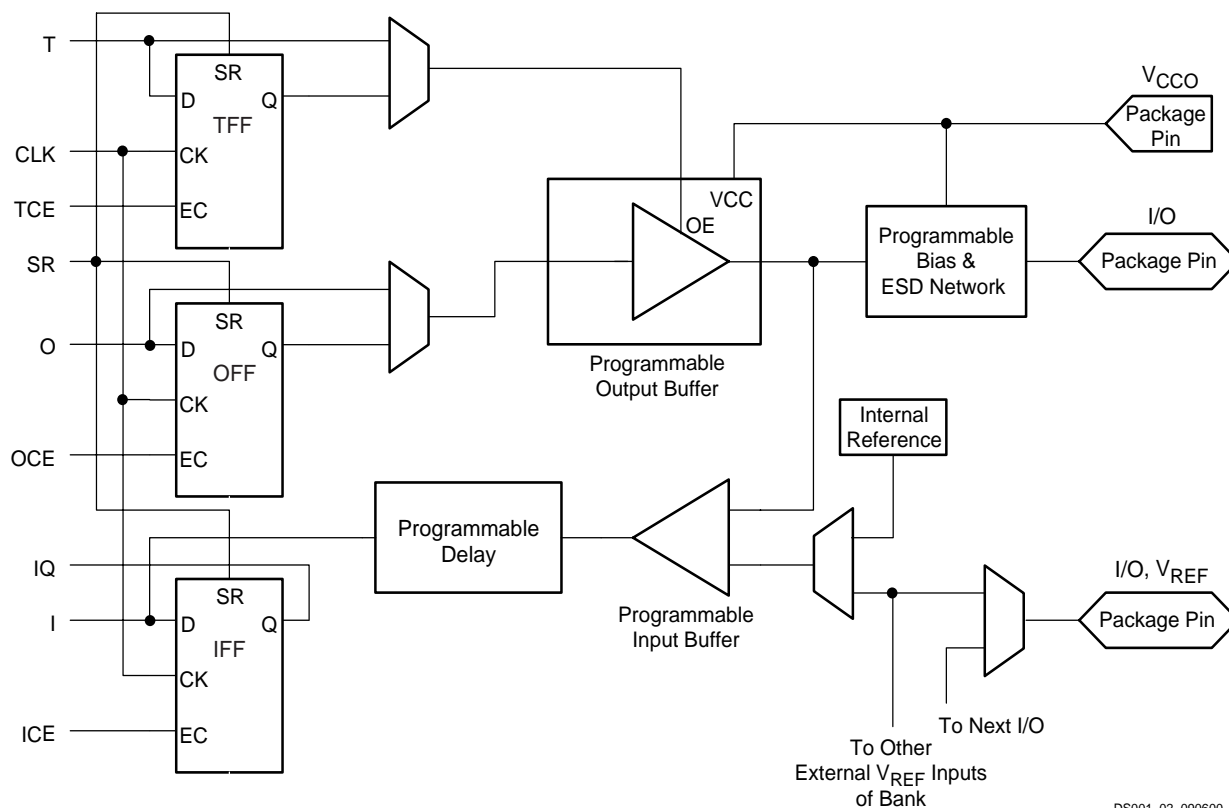 T
SR
D
Q
TFF
CLK
CK
TCE
EC
SR
SR
O
D
Q
OFF
CK
OCE
EC
IQ
SR
I
D
Q
IFF
CK
ICE
EC
VCC
OE
Programmable
Output Buffer
VCCO
Package
Pin
Programmable
Bias &
ESD Network
I/O
Package Pin
Internal
Reference
Programmable
Delay
Programmable
Input Buffer
I/O, VREF
Package Pin
To Next I/O
To Other
External VREF Inputs
of Bank
DS001_02_090600